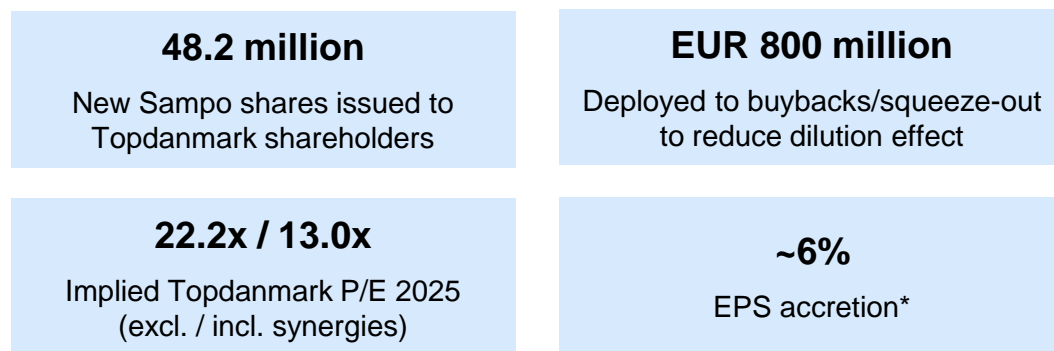 48.2 million
New Sampo shares issued to
Topdanmark shareholders
EUR 800 million
Deployed to buybacks/squeeze-out
to reduce dilution effect
22.2x / 13.0x
Implied Topdanmark P/E 2025
(excl. / incl. synergies)
~6%
EPS accretion*